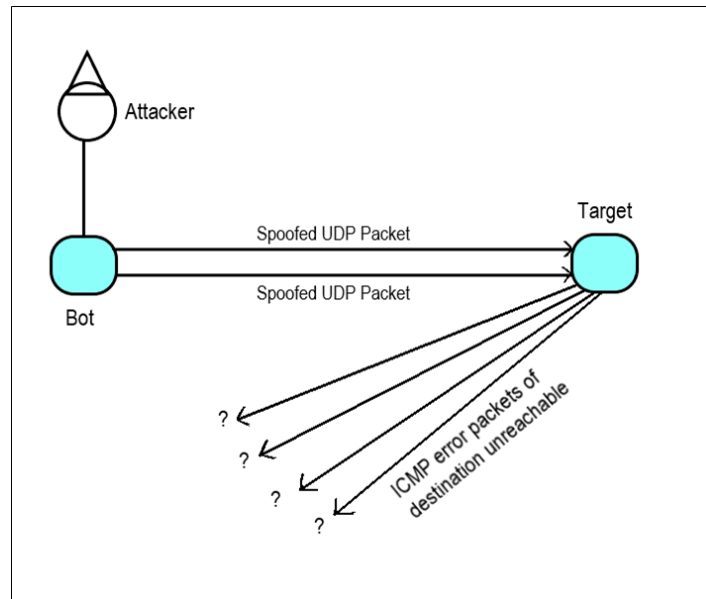 Attacker
Target
Spoofed UDP Packet
Spoofed UDP Packet
Bot
?
?
?
?
ICMP error packets of
destination unreachable